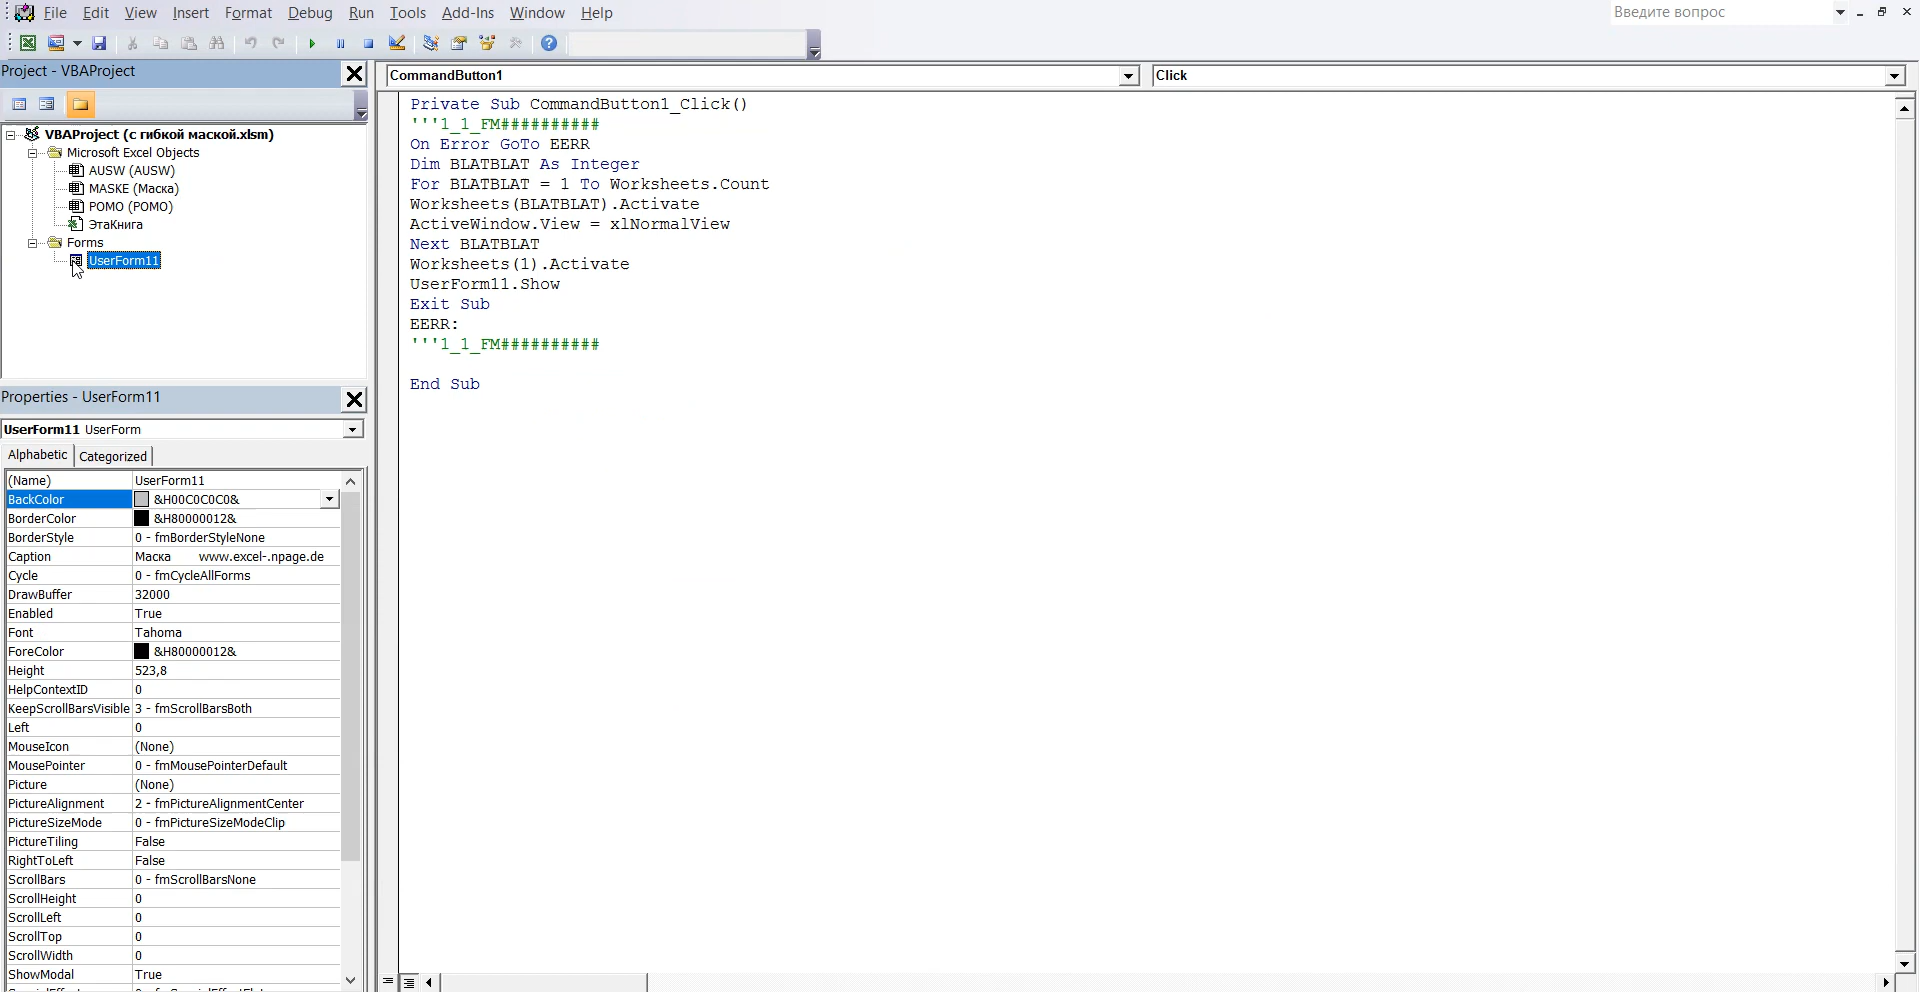 File Edit View Insert Format Debug Run Tools Add-Ins Window Help
Введите вопрос
Project - VBAProject
VBAProject (с гибкой маской.xlsm)
Microsoft Excel Objects
AUSW (AUSW)
MASKE (Маска)
POMO (POMO)
ЭтаКнига
Forms
UserForm11
Properties - UserForm11
UserForm11 UserForm
Alphabetic Categorized
(Name) UserForm11
BackColor &H00C0C0C0&
BorderColor &H80000012&
BorderStyle 0 - fmBorderStyleNone
Caption Маска www.excel-.npage.de
Cycle 0 - fmCycleAllForms
DrawBuffer 32000
Enabled True
Font Tahoma
ForeColor &H80000012&
Height 523,8
HelpContextID 0
KeepScrollBarsVisible 3 - fmScrollBarsBoth
Left 0
MouseIcon (None)
MousePointer 0 - fmMousePointerDefault
Picture (None)
PictureAlignment 2 - fmPictureAlignmentCenter
PictureSizeMode 0 - fmPictureSizeModeClip
PictureTiling False
RightToLeft False
ScrollBars 0 - fmScrollBarsNone
ScrollHeight 0
ScrollLeft 0
ScrollTop 0
ScrollWidth 0
ShowModal True
CommandButton1 Click
Private Sub CommandButton1_Click()
'''1_1_FM##########
On Error GoTo EERR
Dim BLATBLAT As Integer
For BLATBLAT = 1 To Worksheets.Count
Worksheets(BLATBLAT).Activate
ActiveWindow.View = xlNormalView
Next BLATBLAT
Worksheets(1).Activate
UserForm11.Show
Exit Sub
EERR:
'''1_1_FM##########
End Sub